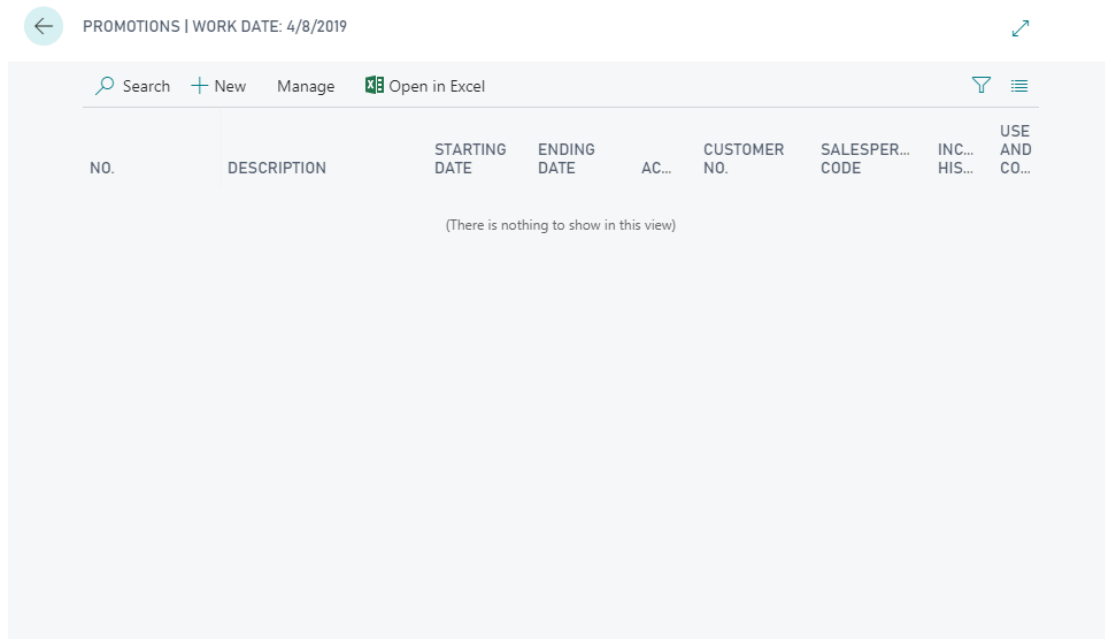 PROMOTIONS | WORK DATE: 4/8/2019
Search New Manage Open in Excel
NO. DESCRIPTION STARTING DATE ENDING DATE AC... CUSTOMER NO. SALESPER... CODE INC... HIS... USE AND CO...
(There is nothing to show in this view)